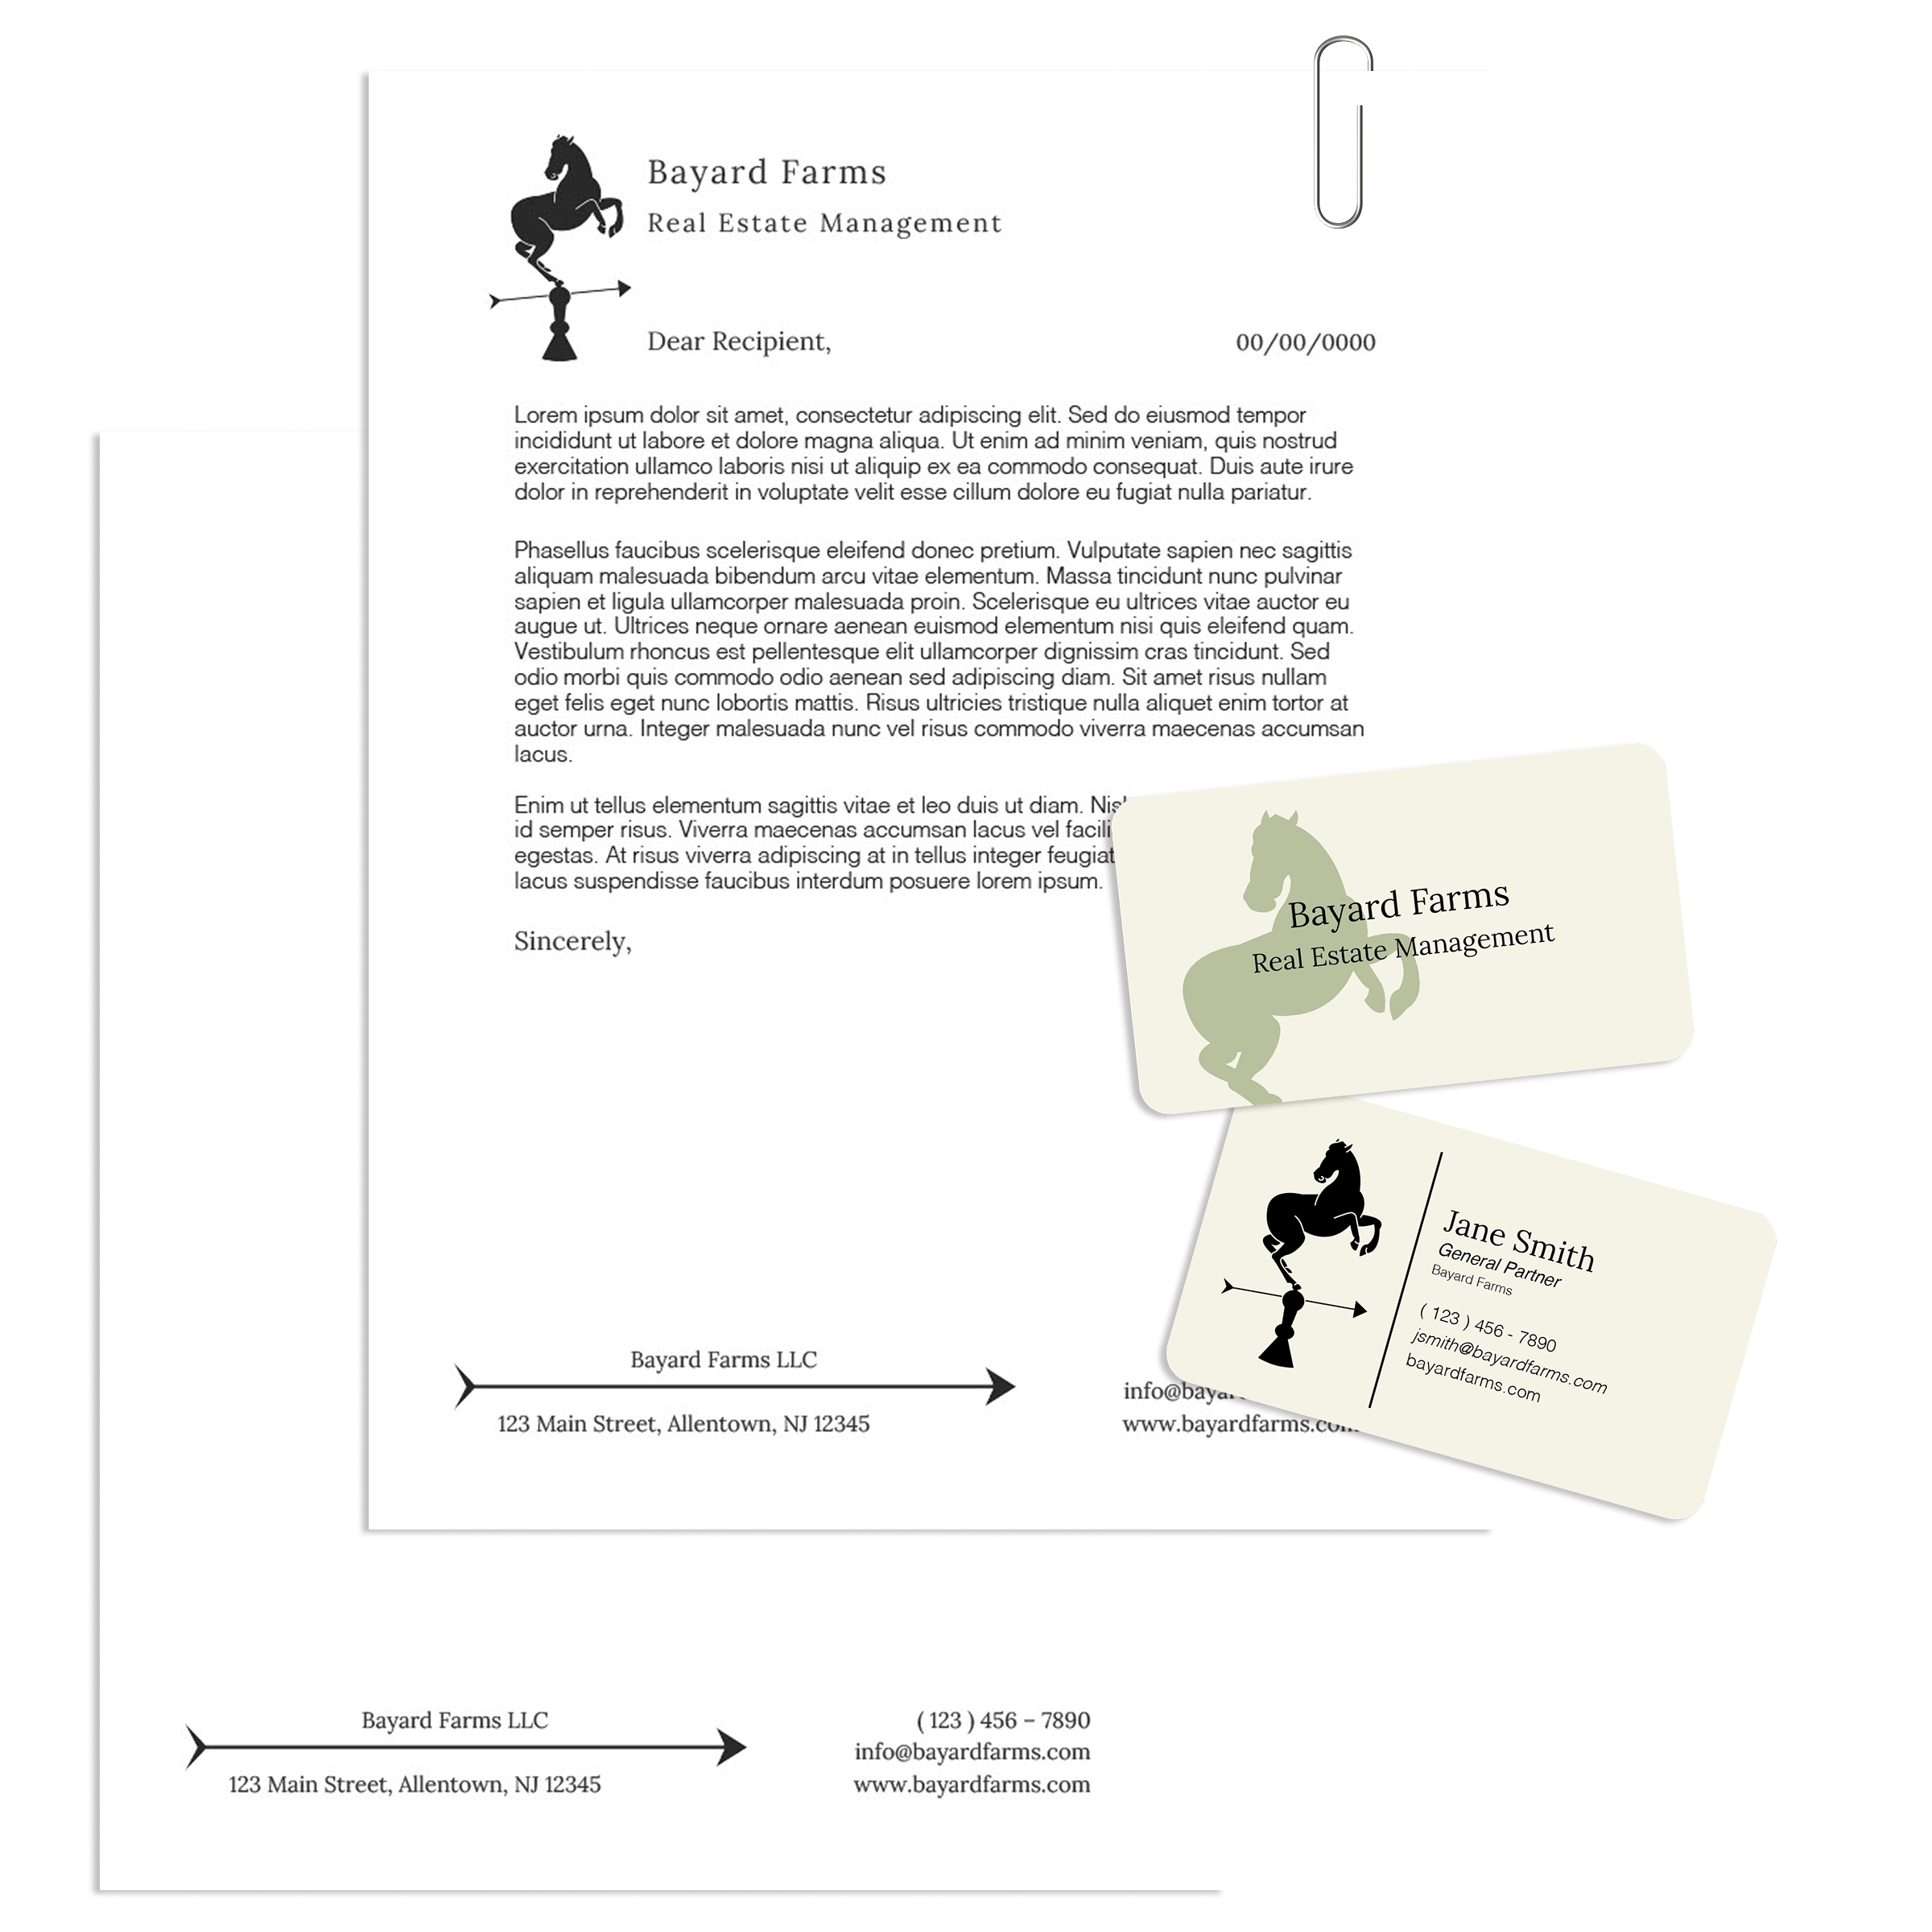 Bayard Farms
Real Estate Management
Dear Recipient,
00/00/0000
Lorem ipsum dolor sit amet, consectetur adipiscing elit. Sed do eiusmod tempor
incididunt ut labore et dolore magna aliqua. Ut enim ad minim veniam, quis nostrud
exercitation ullamco laboris nisi ut aliquip ex ea commodo consequat. Duis aute irure
dolor in reprehenderit in voluptate velit esse cillum dolore eu fugiat nulla pariatur.
Phasellus faucibus scelerisque eleifend donec pretium. Vulputate sapien nec sagittis
aliquam malesuada bibendum arcu vitae elementum. Massa tincidunt nunc pulvinar
sapien et ligula ullamcorper malesuada proin. Scelerisque eu ultrices vitae auctor eu
augue ut. Ultrices neque ornare aenean euismod elementum nisi quis eleifend quam.
Vestibulum rhoncus est pellentesque elit ullamcorper dignissim cras tincidunt. Sed
odio morbi quis commodo odio aenean sed adipiscing diam. Sit amet risus nullam
eget felis eget nunc lobortis mattis. Risus ultricies tristique nulla aliquet enim tortor at
auctor urna. Integer malesuada nunc vel risus commodo viverra maecenas accumsan
lacus.
Enim ut tellus elementum sagittis vitae et leo duis ut diam.
id semper risus. Viverra maecenas accumsan lacus vel
egestas. At risus viverra adipiscing at in tellus integer feugiat
lacus suspendisse faucibus interdum posuere lorem ipsum.
Sincerely,
Bayard Farms LLC
123 Main Street, Allentown, NJ 12345
Bayard Farms
Real Estate Management
Jane Smith
General Partner
Bayard Farms
( 123 ) 456 - 7890
jsmith@bayardfarms.com
bayardfarms.com
Bayard Farms LLC
123 Main Street, Allentown, NJ 12345
( 123 ) 456 – 7890
info@bayardfarms.com
www.bayardfarms.com